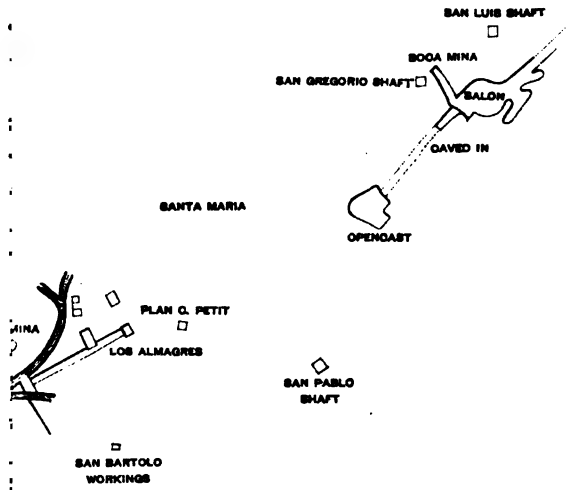 SAN LUIS SHAFT
BOCA MINA
SAN GREGORIO SHAFT
SALON
CAVED IN
SANTA MARIA
OPENCAST
PLAN C. PETIT
MINA
LOS ALMAGRES
SAN PABLO
SHAFT
SAN BARTOLO
WORKINGS